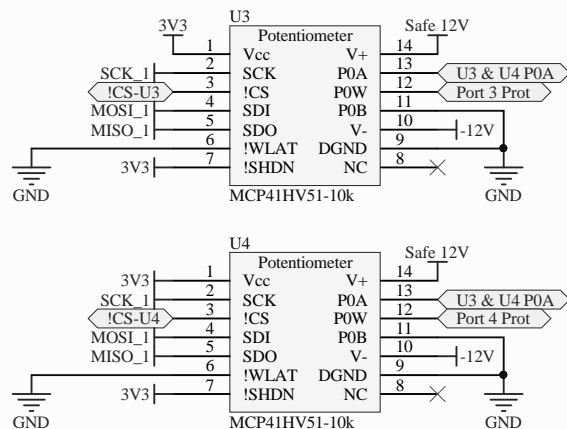 U3
3V3
Safe 12V
Potentiometer
1 Vcc V+ 14
SCK_1 2 SCK P0A 13 U3 & U4 P0A
!CS-U3 3 !CS P0W 12 Port 3 Prot
MOSI_1 4 SDI P0B 11
MISO_1 5 SDO V- 10 -12V
6 !WLAT DGND 9
3V3 7 !SHDN NC 8
GND
GND
MCP41HV51-10k
U4
Safe 12V
Potentiometer
3V3 1 Vcc V+ 14
SCK_1 2 SCK P0A 13 U3 & U4 P0A
!CS-U4 3 !CS P0W 12 Port 4 Prot
MOSI_1 4 SDI P0B 11
MISO_1 5 SDO V- 10 -12V
6 !WLAT DGND 9
3V3 7 !SHDN NC 8
GND
GND
MCP41HV51-10k